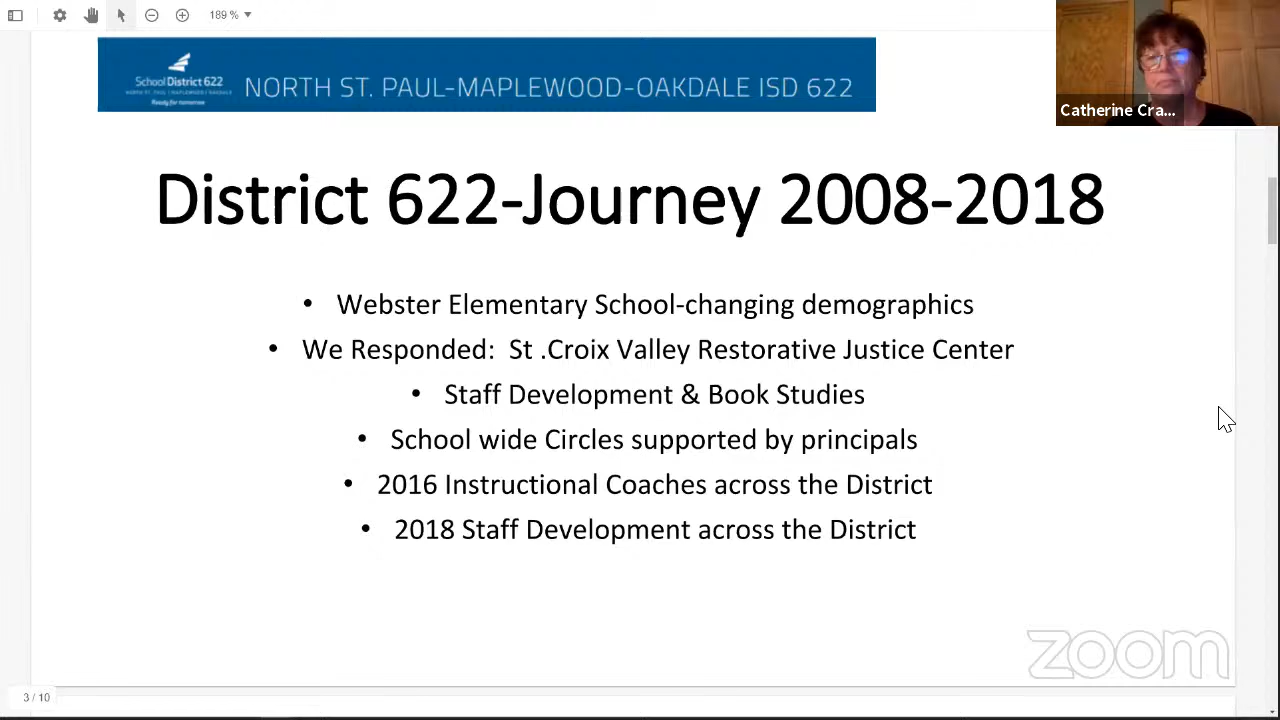 189 %
School District 622
NORTH ST. PAUL | MAPLEWOOD | OAKDALE
Ready for tomorrow
NORTH ST. PAUL-MAPLEWOOD-OAKDALE ISD 622
Catherine Cra...
District 622-Journey 2008-2018
• Webster Elementary School-changing demographics
• We Responded: St .Croix Valley Restorative Justice Center
• Staff Development & Book Studies
• School wide Circles supported by principals
• 2016 Instructional Coaches across the District
• 2018 Staff Development across the District
zoom
3 / 10